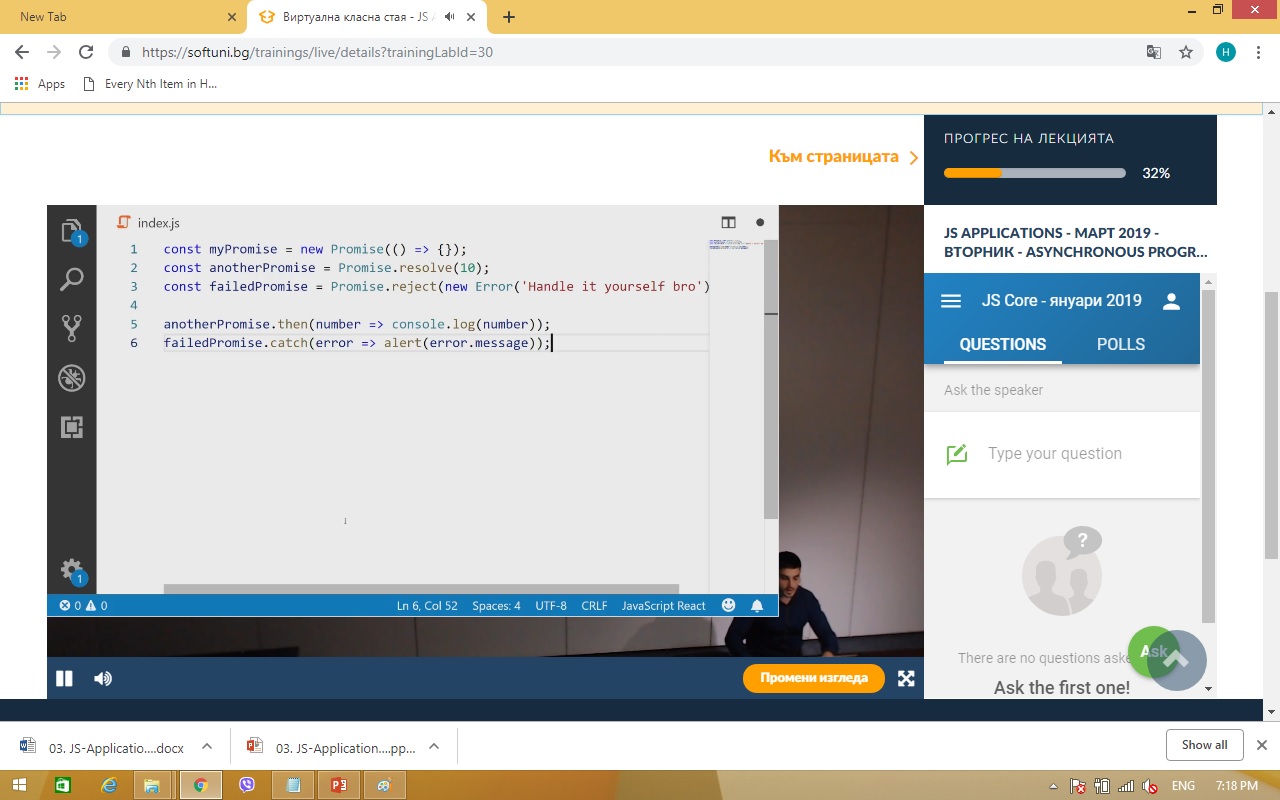 New Tab
Виртуална класна стая - JS A
https://softuni.bg/trainings/live/details?trainingLabId=30
H
Apps
Every Nth Item in H...
Към страницата
ПРОГРЕС НА ЛЕКЦИЯТА
32%
index.js
1 const myPromise = new Promise(() => {});
2 const anotherPromise = Promise.resolve(10);
3 const failedPromise = Promise.reject(new Error('Handle it yourself bro')
4
5 anotherPromise.then(number => console.log(number));
6 failedPromise.catch(error => alert(error.message));
1
1
0 0
Ln 6, Col 52
Spaces: 4
UTF-8
CRLF
JavaScript React
Промени изгледа
JS APPLICATIONS - МАРТ 2019 -
ВТОРНИК - ASYNCHRONOUS PROGR...
JS Core - януари 2019
QUESTIONS
POLLS
Ask the speaker
Type your question
?
There are no questions aske
Ask
Ask the first one!
03. JS-Applicatio....docx
03. JS-Application....pp...
Show all
ENG
7:18 PM